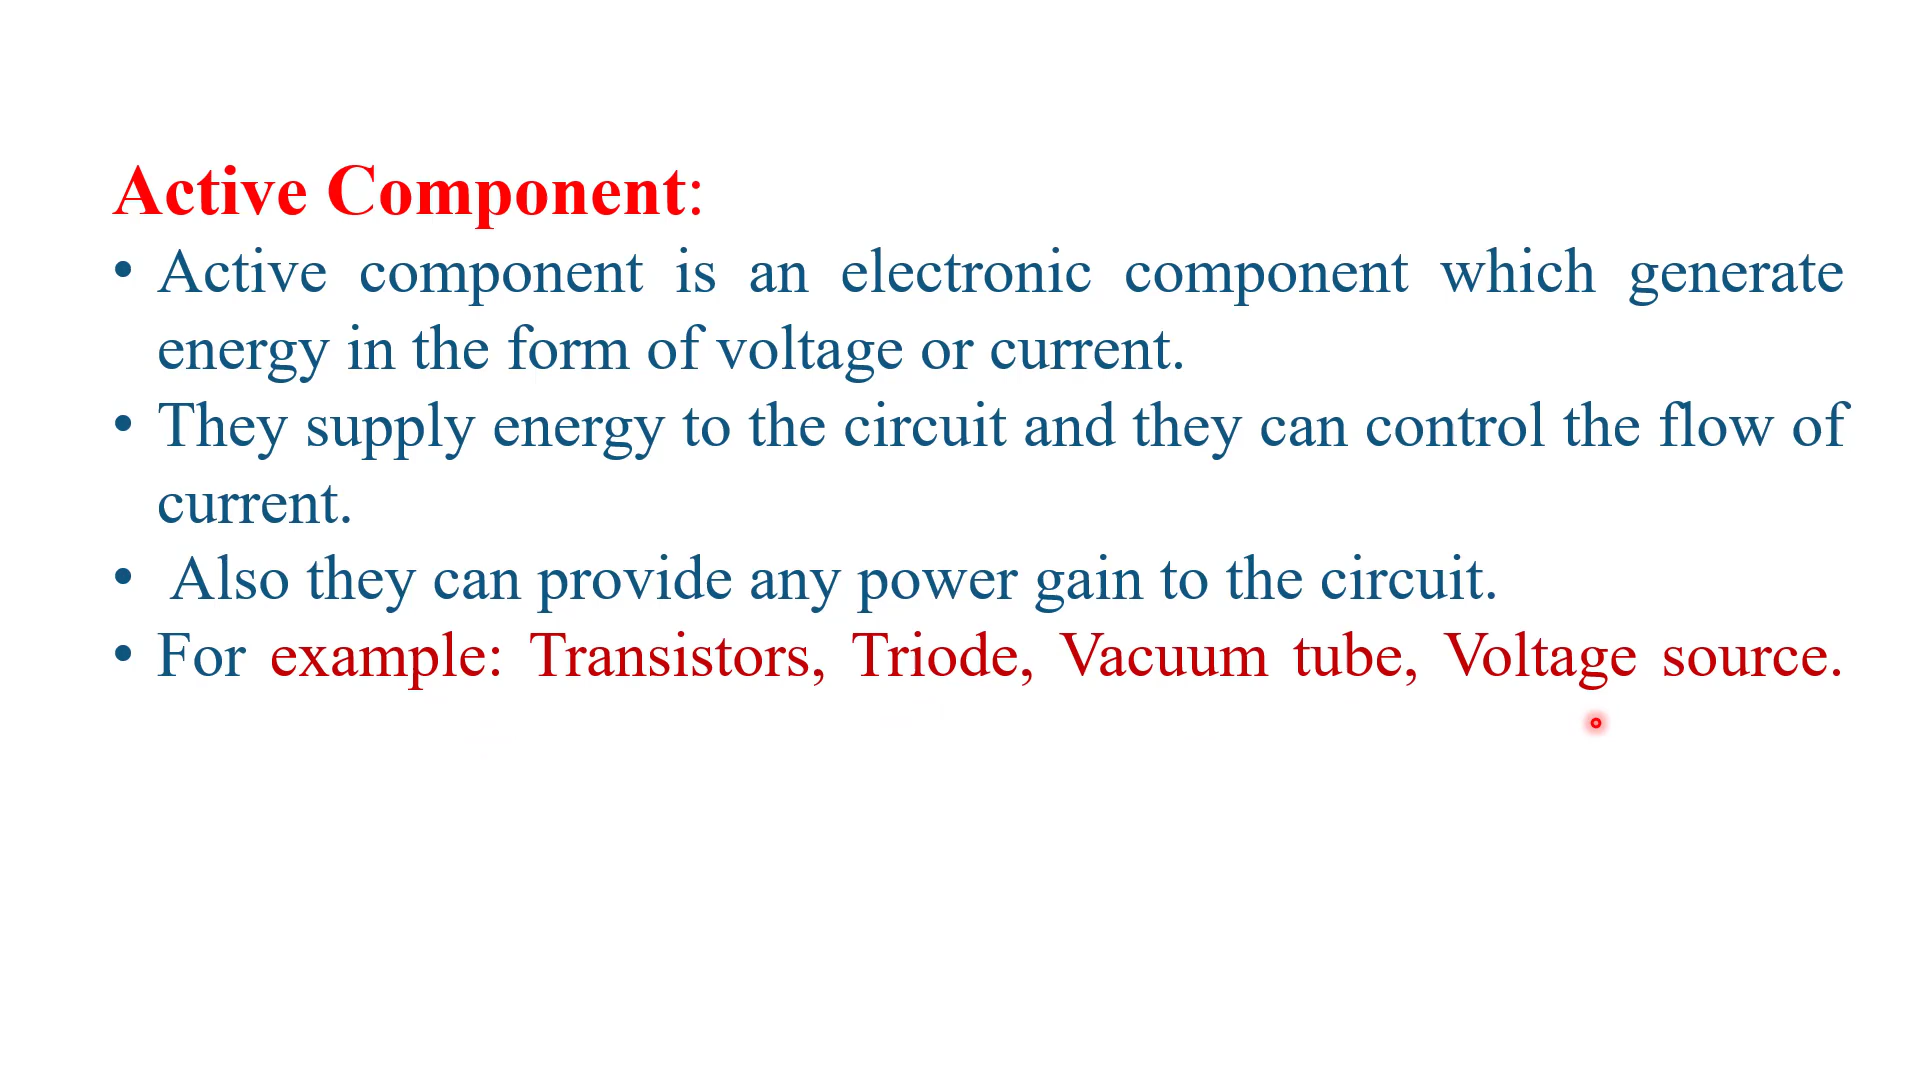 Active Component:
• Active component is an electronic component which generate
energy in the form of voltage or current.
• They supply energy to the circuit and they can control the flow of
current.
• Also they can provide any power gain to the circuit.
• For example: Transistors, Triode, Vacuum tube, Voltage source.